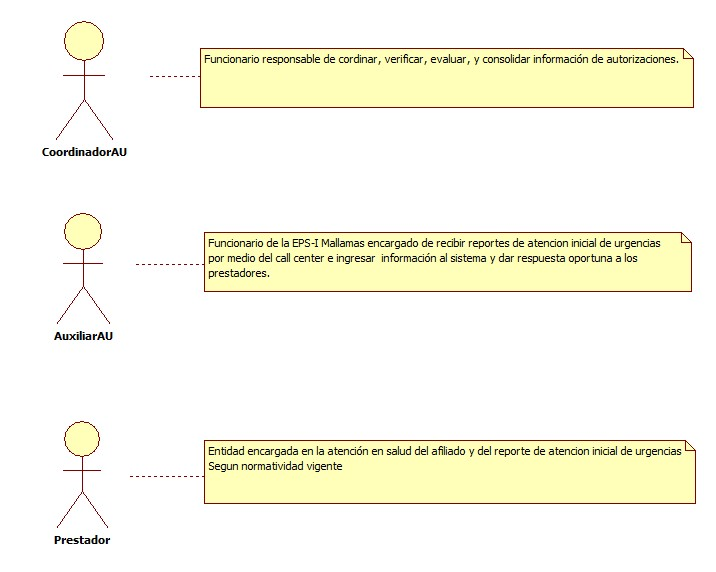 Funcionario responsable de cordinar, verificar, evaluar, y consolidar información de autorizaciones.
CoordinadorAU
Funcionario de la EPS-I Mallamas encargado de recibir reportes de atencion inicial de urgencias
por medio del call center e ingresar información al sistema y dar respuesta oportuna a los
prestadores.
AuxiliarAU
Entidad encargada en la atención en salud del afiliado y del reporte de atencion inicial de urgencias
Segun normatividad vigente
Prestador